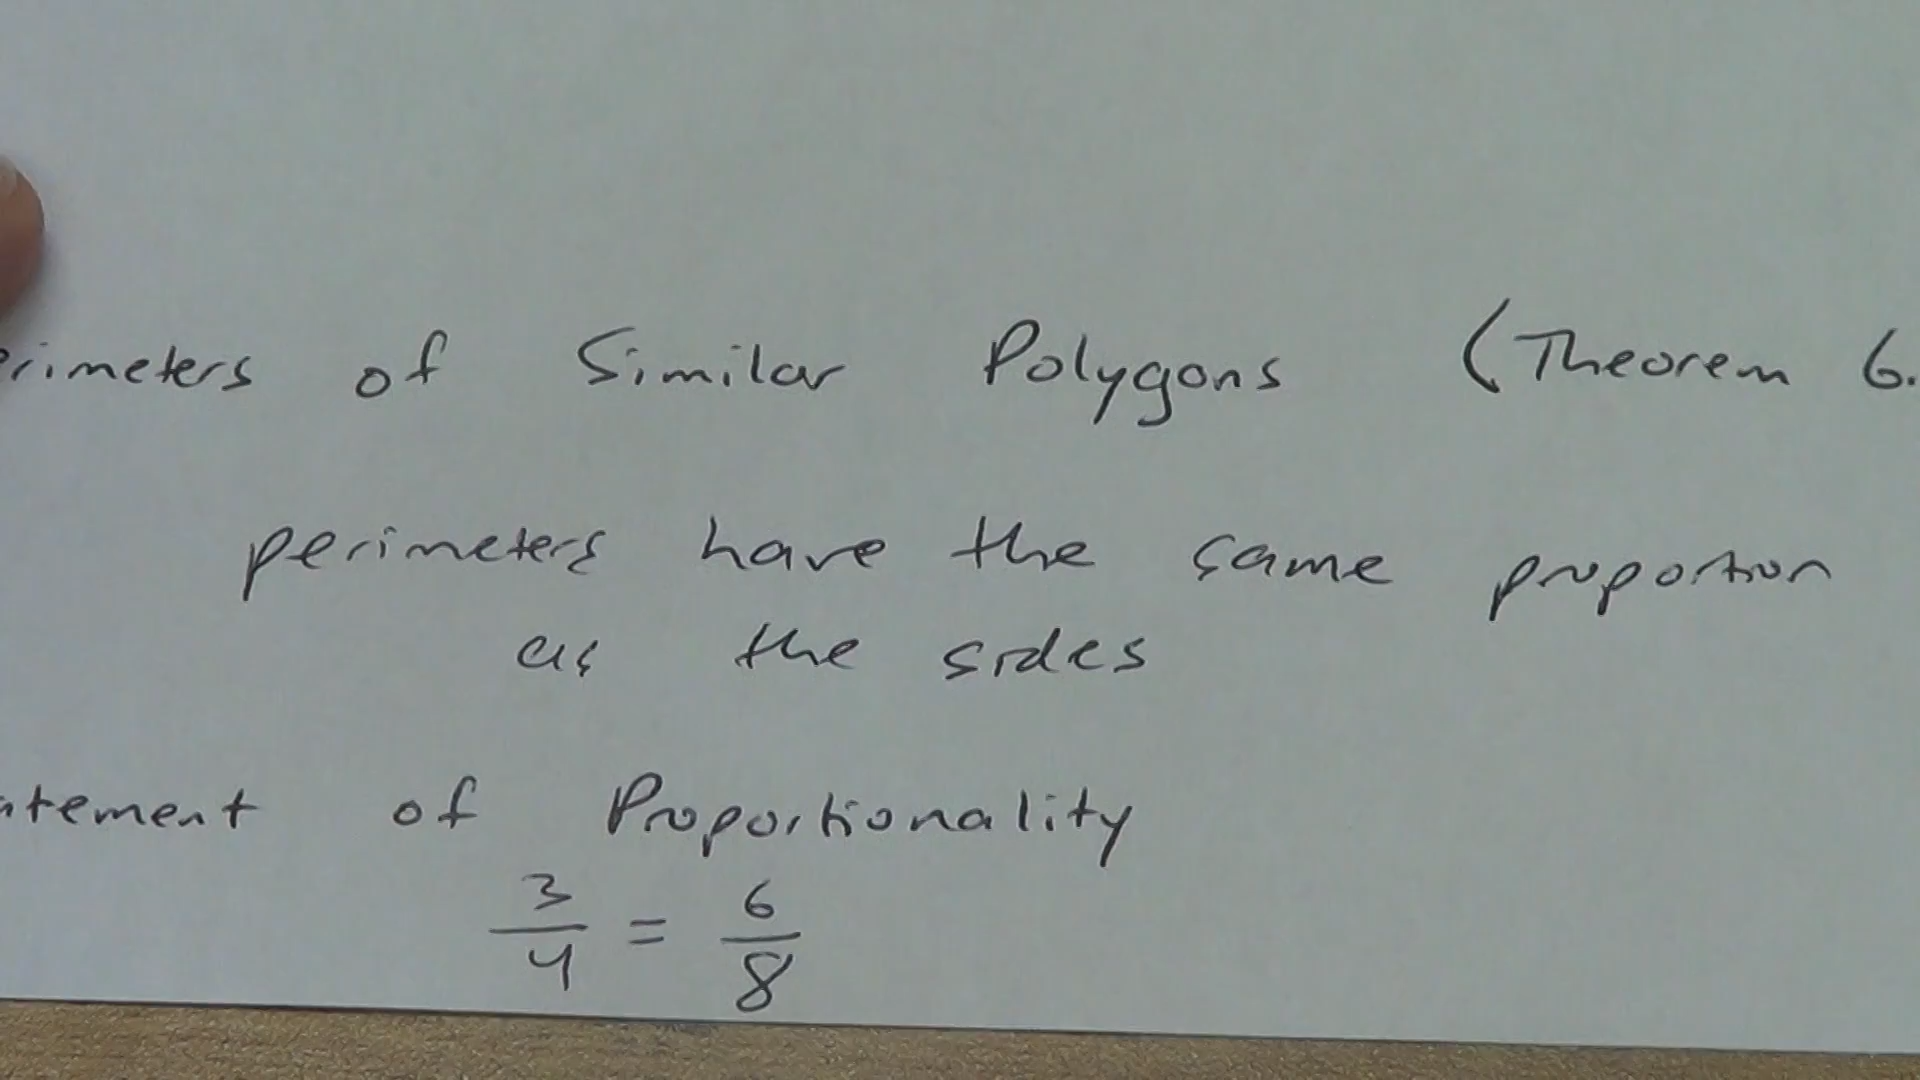 erimeters of Similar Polygons (Theorem 6.
perimeters have the same proportion
as the sides
atement of Proportionality
3/4 = 6/8